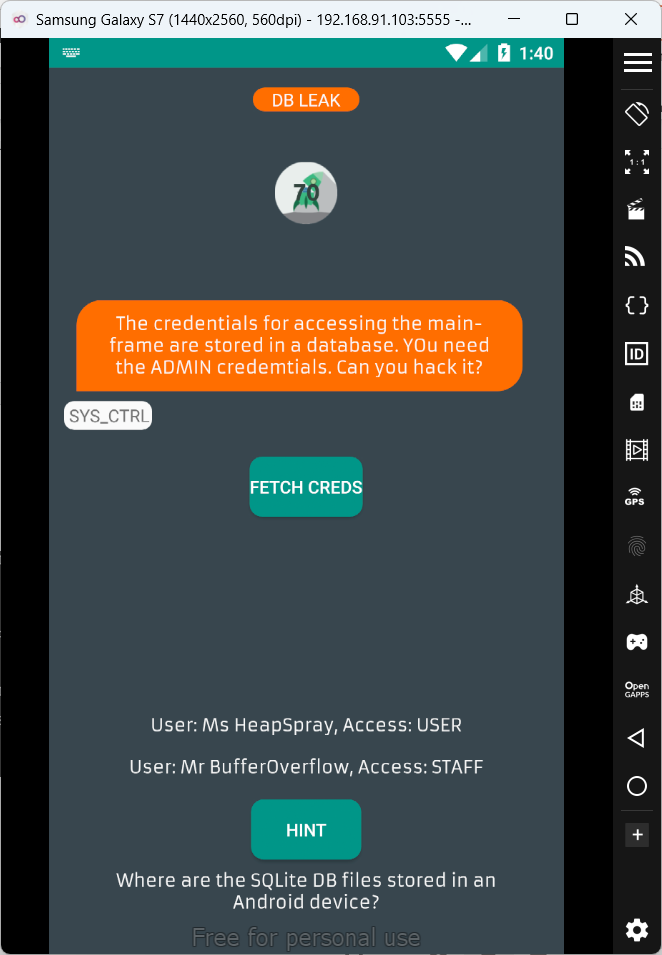 Samsung Galaxy S7 (1440x2560, 560dpi) - 192.168.91.103:5555 -...
1:40
DB LEAK
70
The credentials for accessing the main-
frame are stored in a database. YOu need
the ADMIN credemtials. Can you hack it?
SYS_CTRL
FETCH CREDS
User: Ms HeapSpray, Access: USER
User: Mr BufferOverflow, Access: STAFF
HINT
Where are the SQLite DB files stored in an
Android device?
Free for personal use
1:1
ID
GPS
Open
GAPPS